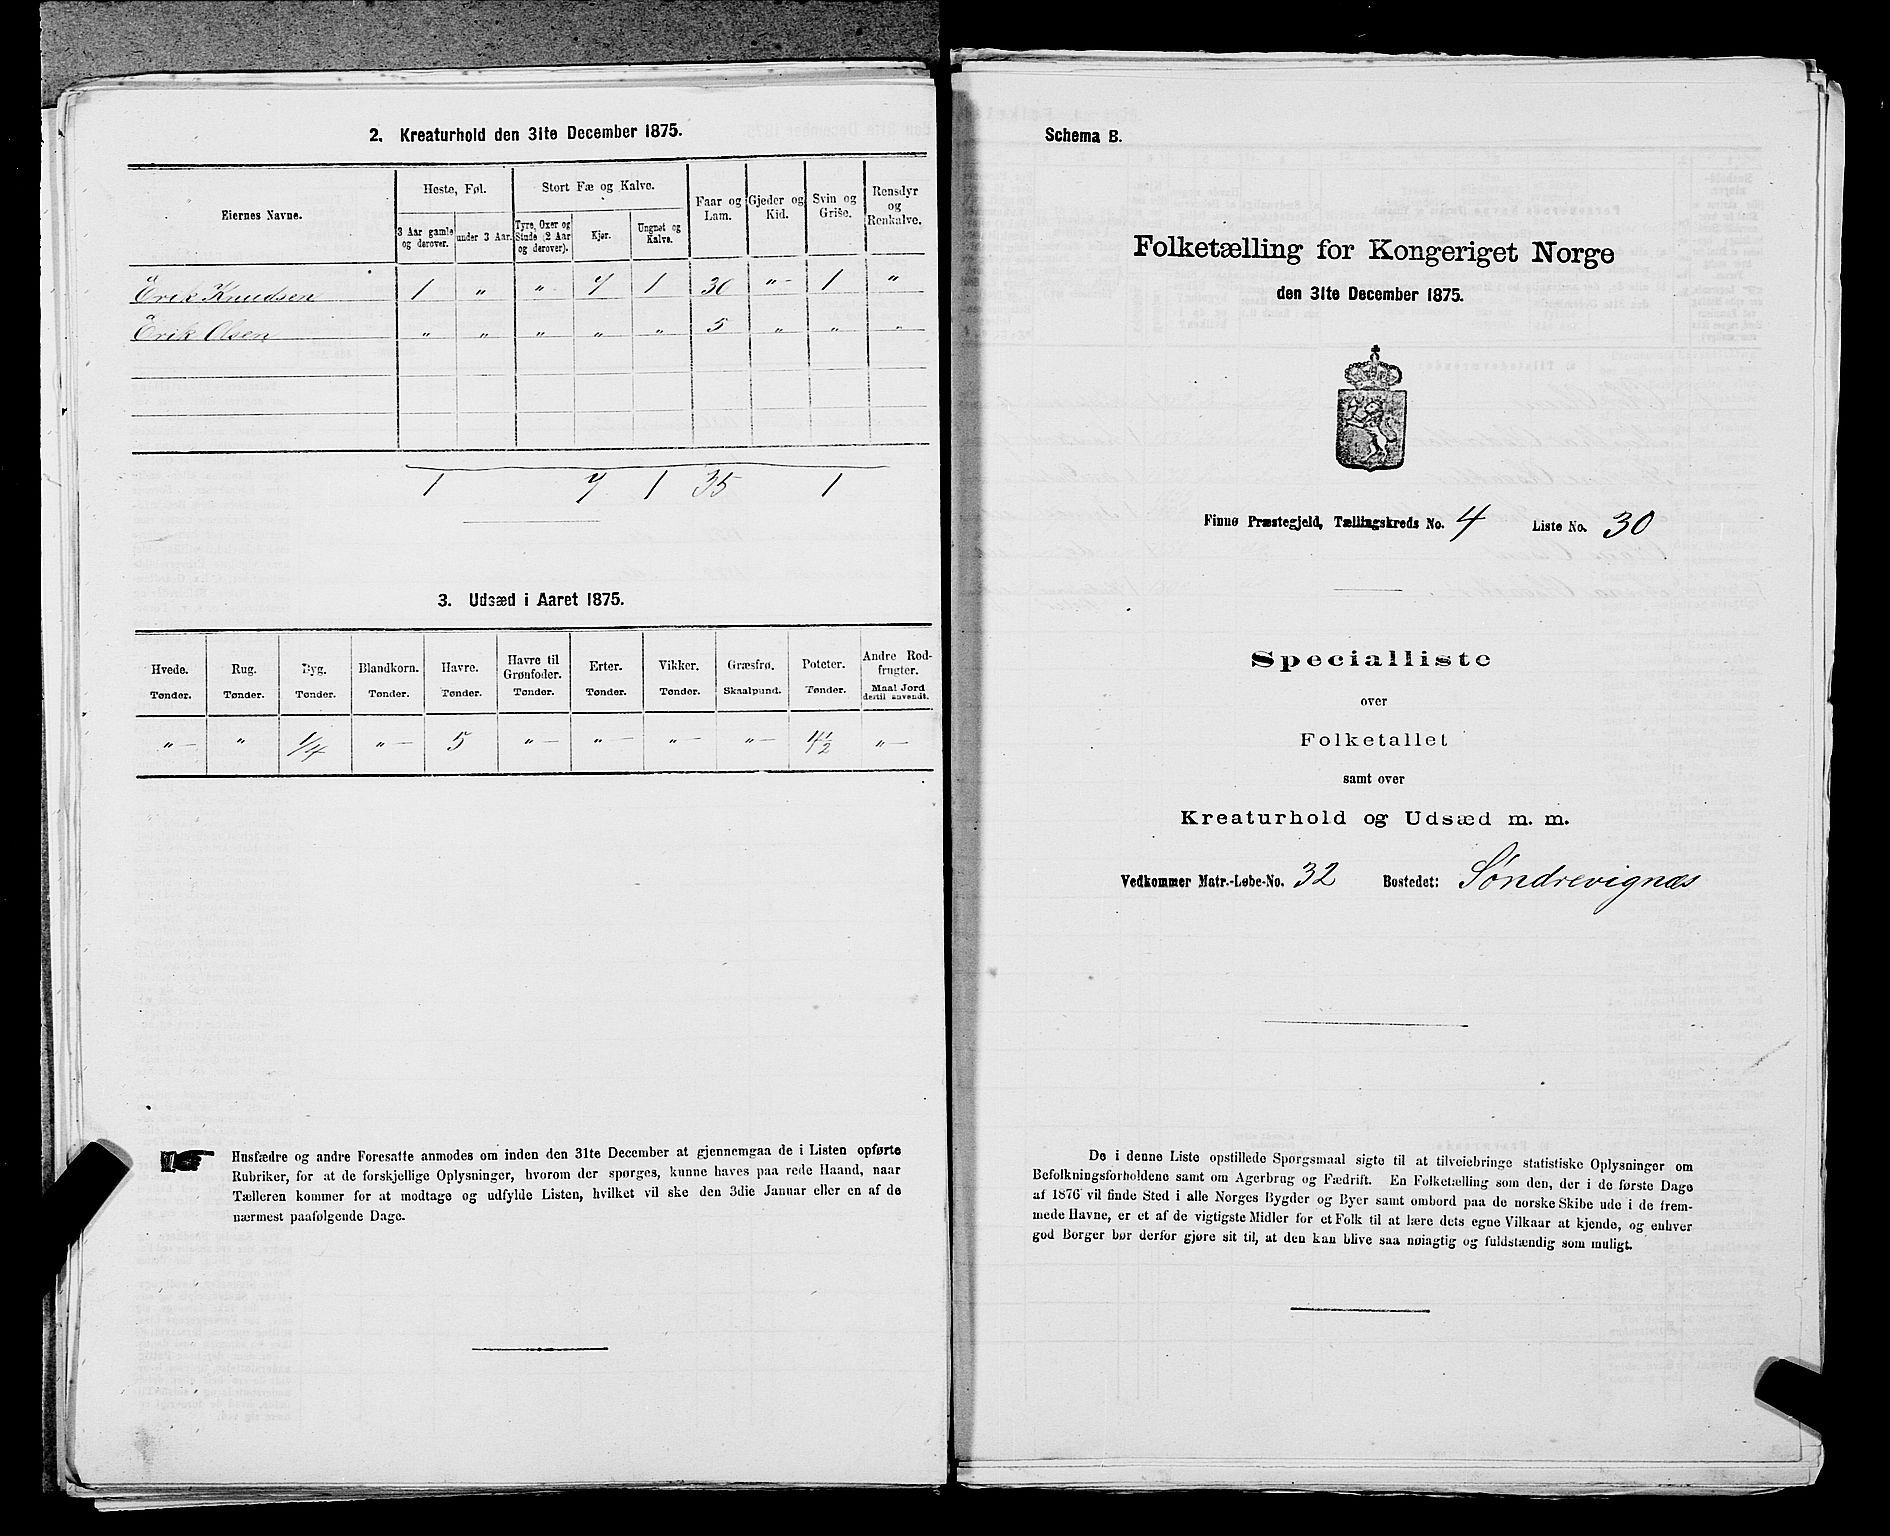 2. Kreaturhold den 31te December 1875.
Eiernes Navne.
Heste, Føl.
3 Aar gamle og derover.
under 3 Aar.
Stort Fæ og Kalve.
Tyre, Oxer og Stude (2 Aar og derover).
Kjør.
Ungnøt og Kalve.
Faar og Lam.
Gjeder og Kid.
Svin og Grise.
Rensdyr og Renkalve.
Erik Knudsen 1 " " 7 1 30 "- 1 "
Erik Olsen " " " " " 5 " " "
1 7 1 35 1
3. Udsæd i Aaret 1875.
Hvede. Rug. Byg. Blandkorn. Havre. Havre til Grønfoder. Erter. Vikker. Græsfrø. Poteter. Andre Rodfrugter.
Tønder. Tønder. Tønder. Tønder. Tønder. Tønder. Tønder. Tønder. Skaalpund. Tønder. Maal Jord dertil anvendt.
"- " 1/4 "- 5 "- "- "- "- 4 1/2 "-
Husfædre og andre Foresatte anmodes om inden den 31te December at gjennemgaa de i Listen opførte
Rubriker, for at de forskjellige Oplysninger, hvorom der spørges, kunne haves paa rede Haand, naar
Tælleren kommer for at modtage og udfylde Listen, hvilket vil ske den 3die Januar eller en af de
nærmest paafølgende Dage.
Schema B.
Folketælling for Kongeriget Norge
den 31te December 1875.
Finnø Præstegjeld, Tællingskreds No. 4 Liste No. 30
Specialliste
over
Folketallet
samt over
Kreaturhold og Udsæd m. m.
Vedkommer Matr.-Løbe-No. 32 Bostedet: Søndrevignæs
De i denne Liste opstillede Spørgsmaal sigte til at tilveiebringe statistiske Oplysninger om
Befolkningsforholdene samt om Agerbrug og Fædrift. En Folketælling som den, der i de første Dage
af 1876 vil finde Sted i alle Norges Bygder og Byer samt ombord paa de norske Skibe ude i de frem-
mede Havne, er et af de vigtigste Midler for et Folk til at lære dets egne Vilkaar at kjende, og enhver
god Borger bør derfor gjøre sit til, at den kan blive saa nøiagtig og fuldstændig som muligt.